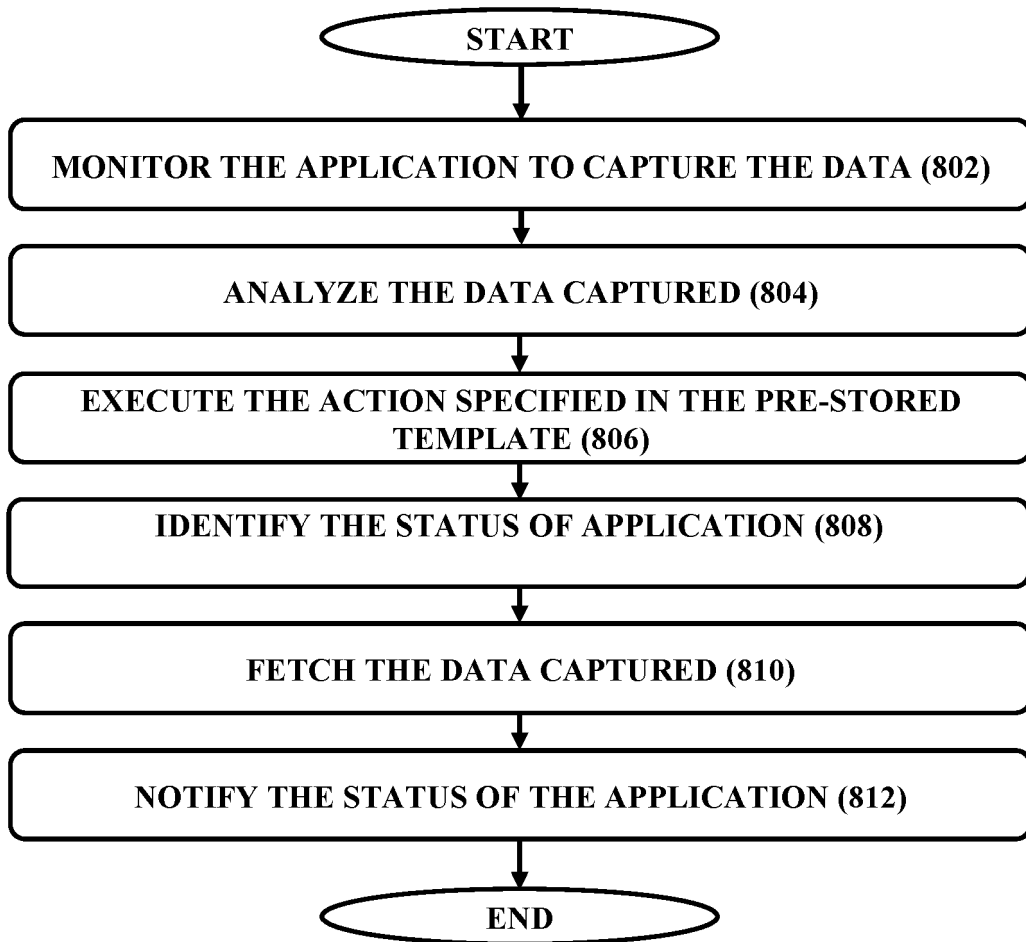 START
MONITOR THE APPLICATION TO CAPTURE THE DATA (802)
ANALYZE THE DATA CAPTURED (804)
EXECUTE THE ACTION SPECIFIED IN THE PRE-STORED
TEMPLATE (806)
IDENTIFY THE STATUS OF APPLICATION (808)
FETCH THE DATA CAPTURED (810)
NOTIFY THE STATUS OF THE APPLICATION (812)
END